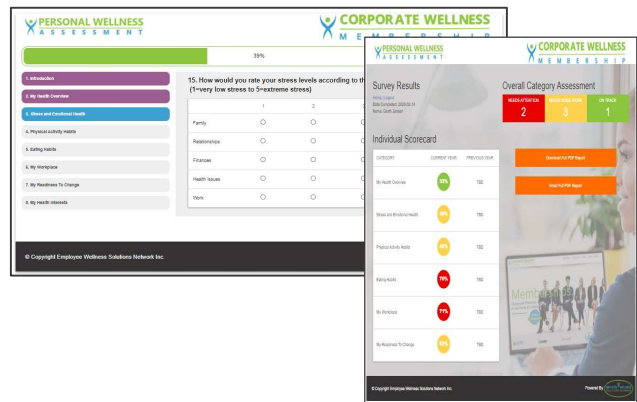 PERSONAL WELLNESS
ASSESSMENT
CORPORATE WELLNESS
MEMBERSHIP
39%
1. Introduction
2. My Health Overview
3. Stress and Emotional Health
4. Physical Activity Habits
5. Eating Habits
6. My Workplace
7. My Readiness To Change
8. My Health Interests
15. How would you rate your stress levels according to th
(1=very low stress to 5=extreme stress)
1 2
Family
Relationships
Finances
Health Issues
Work
© Copyright Employee Wellness Solutions Network Inc.
PERSONAL WELLNESS
ASSESSMENT
CORPORATE WELLNESS
MEMBERSHIP
Survey Results
Overall Category Assessment
NEEDS ATTENTION
2
3
ON TRACK
1
Individual Scorecard
CATEGORY CURRENT YEAR PREVIOUS YEAR
My Health Overview TBD
Stress and Emotional Health TBD
Physical Activity Habits TBD
Eating Habits TBD
My Workplace 71% TBD
My Readiness To Change TBD
Download Full PDF Report
Email Full PDF Report
© Copyright Employee Wellness Solutions Network Inc.
Powered By